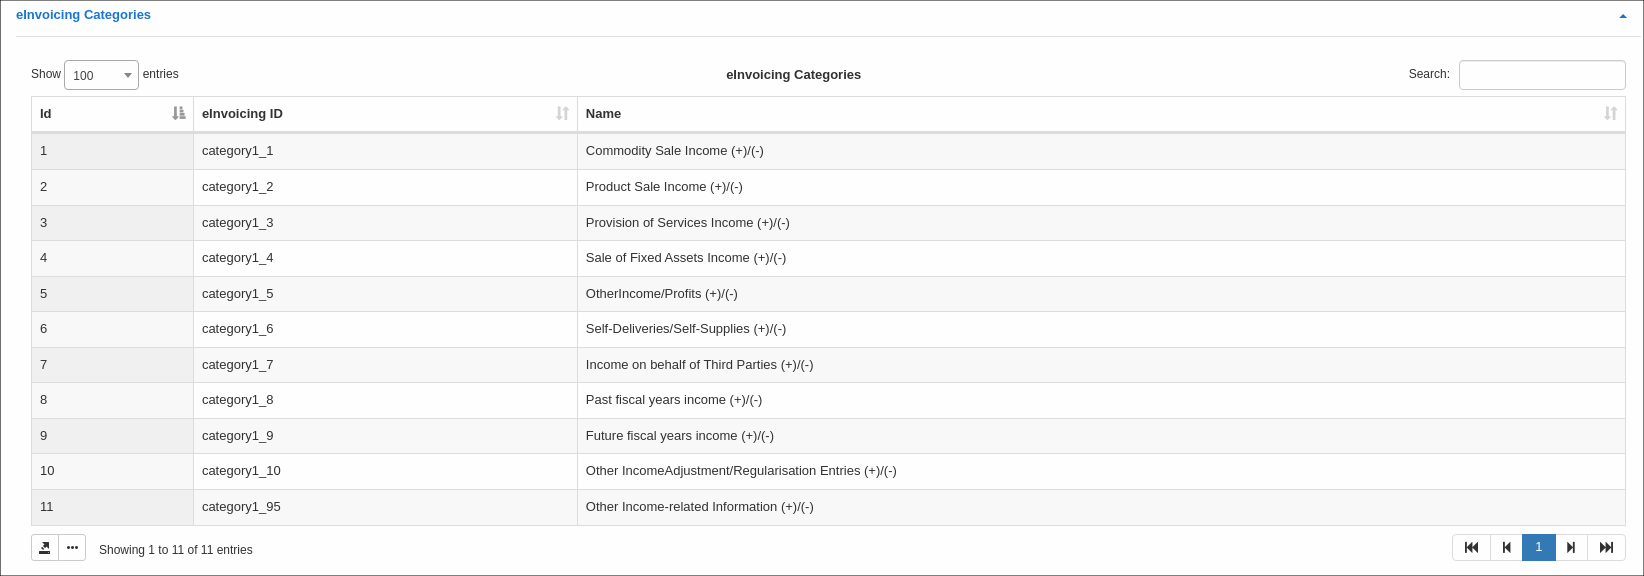 eInvoicing Categories
Show 100 entries eInvoicing Categories Search:
Id eInvoicing ID Name
1 category1_1 Commodity Sale Income (+)/(-)
2 category1_2 Product Sale Income (+)/(-)
3 category1_3 Provision of Services Income (+)/(-)
4 category1_4 Sale of Fixed Assets Income (+)/(-)
5 category1_5 OtherIncome/Profits (+)/(-)
6 category1_6 Self-Deliveries/Self-Supplies (+)/(-)
7 category1_7 Income on behalf of Third Parties (+)/(-)
8 category1_8 Past fiscal years income (+)/(-)
9 category1_9 Future fiscal years income (+)/(-)
10 category1_10 Other IncomeAdjustment/Regularisation Entries (+)/(-)
11 category1_95 Other Income-related Information (+)/(-)
Showing 1 to 11 of 11 entries 1